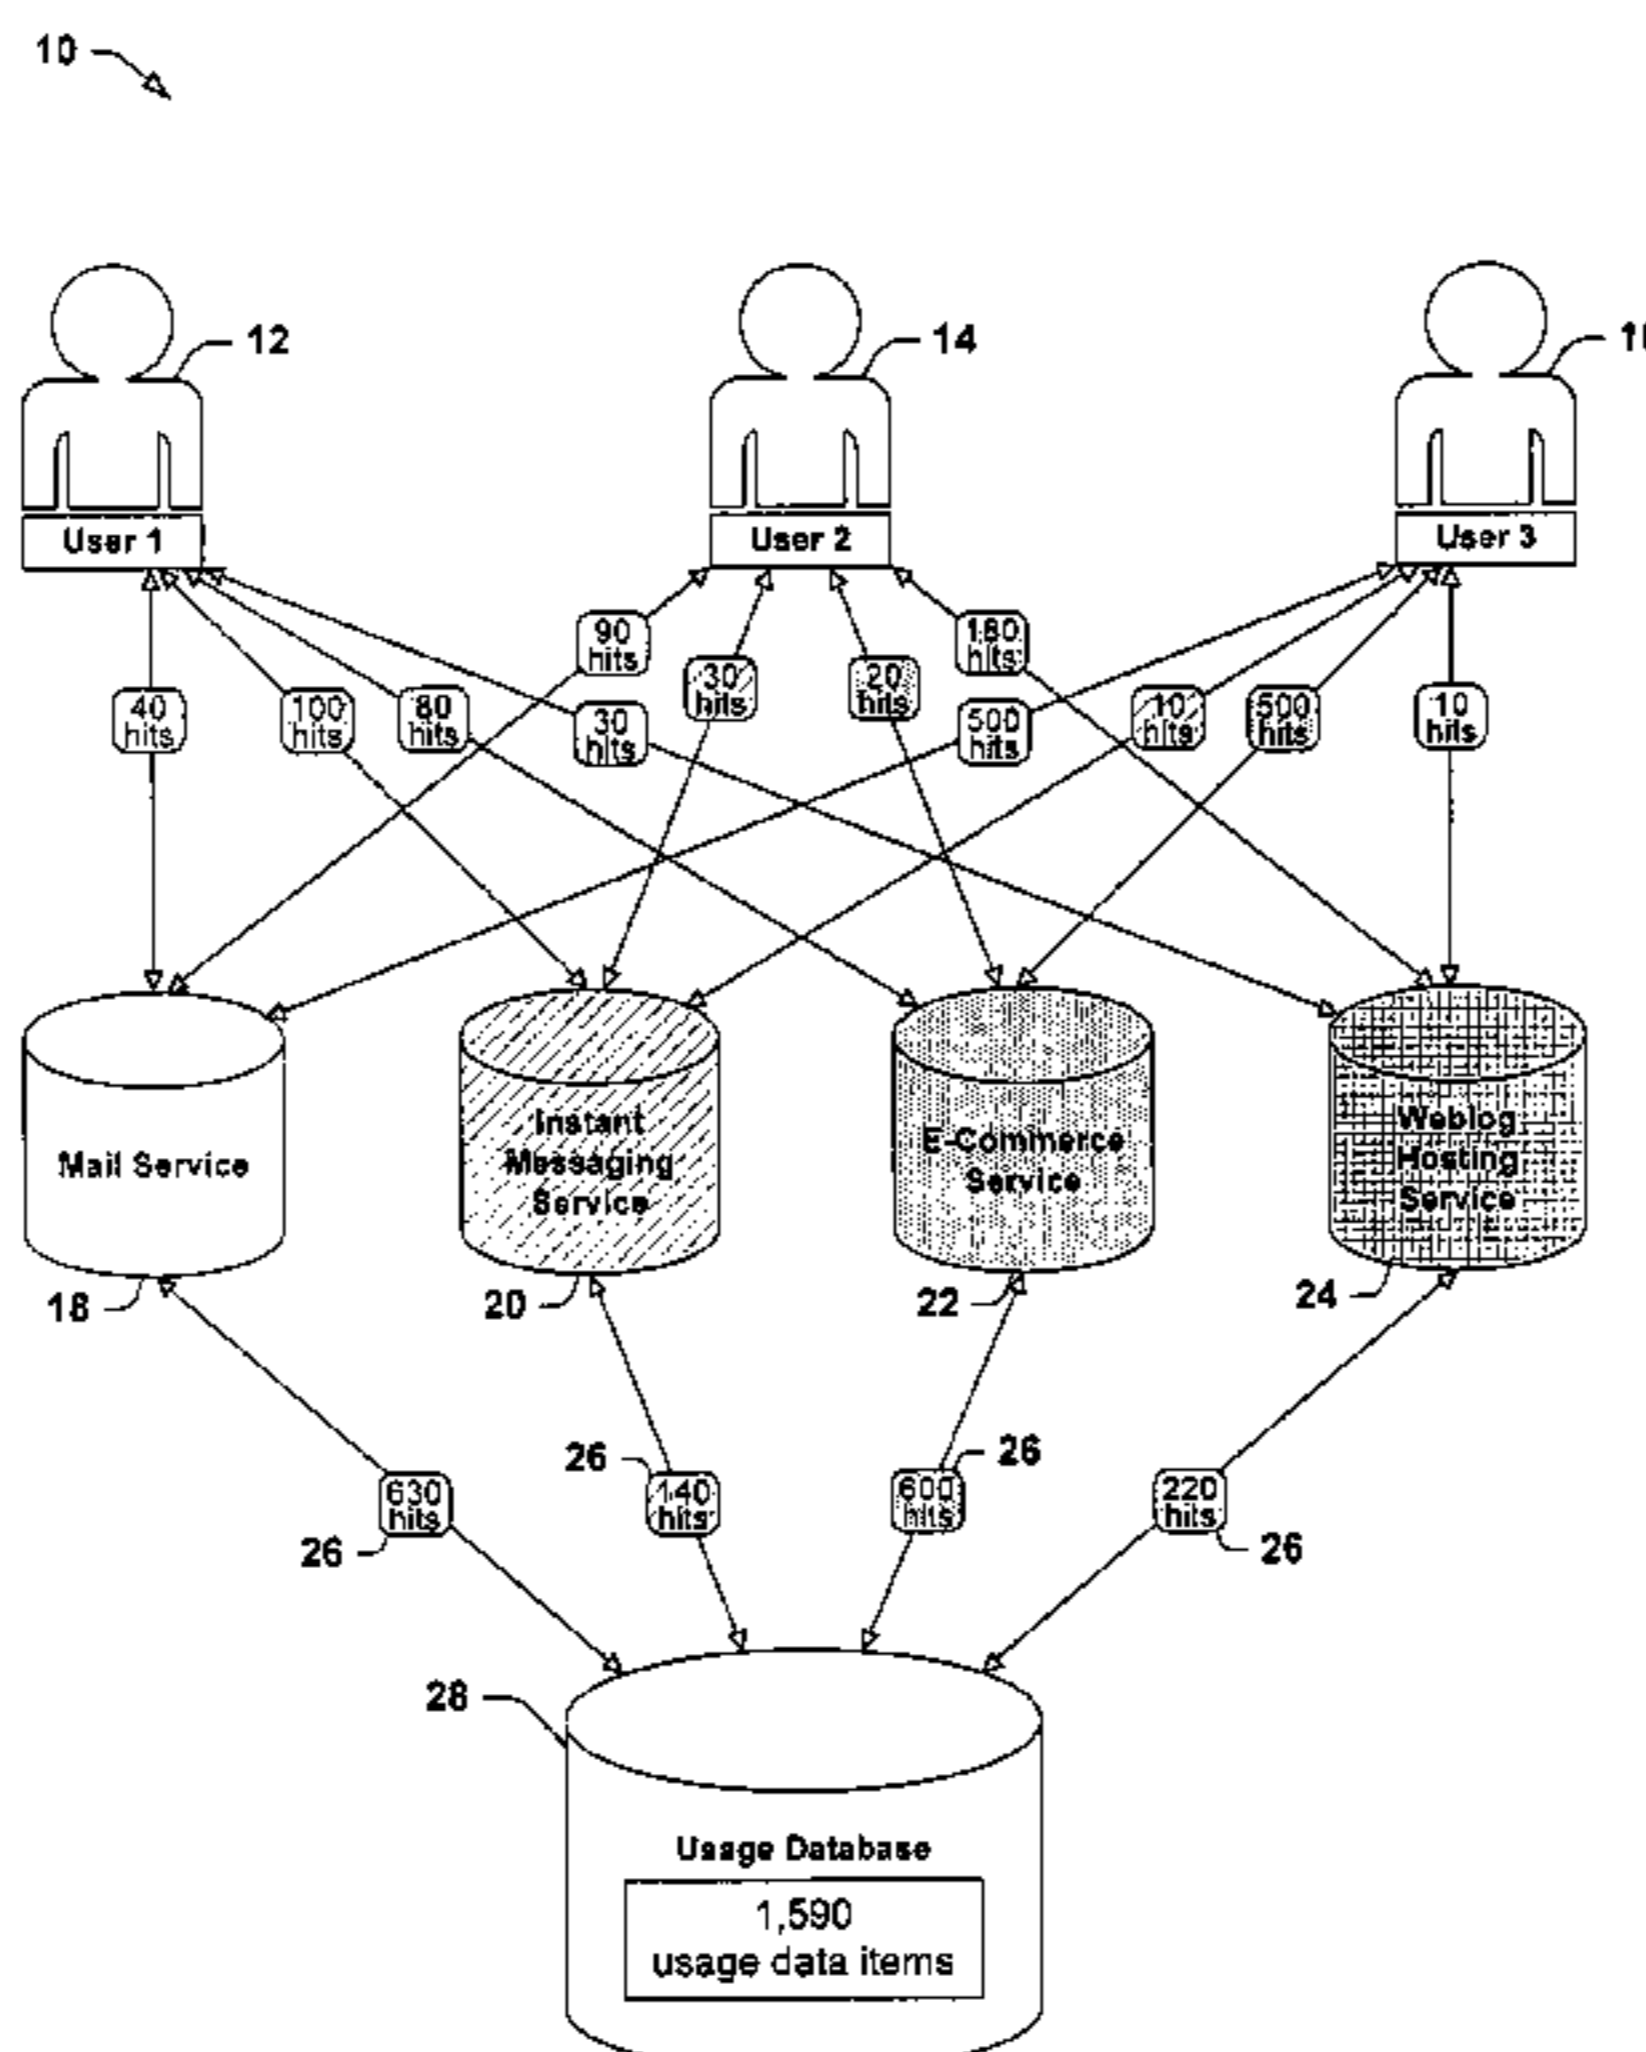 10
12
14
User 1
User 2
User 3
90
hits
180
hits
30
hits
20
hits
40
hits
100
hits
80
hits
30
hits
500
hits
10
hits
500
hits
10
hits
Mail Service
Instant
Messaging
Service
E-Commerce
Service
Weblog
Hosting
Service
18
20
22
24
26
26
630
hits
140
hits
600
hits
220
hits
26
26
28
Usage Database
1,590
usage data items